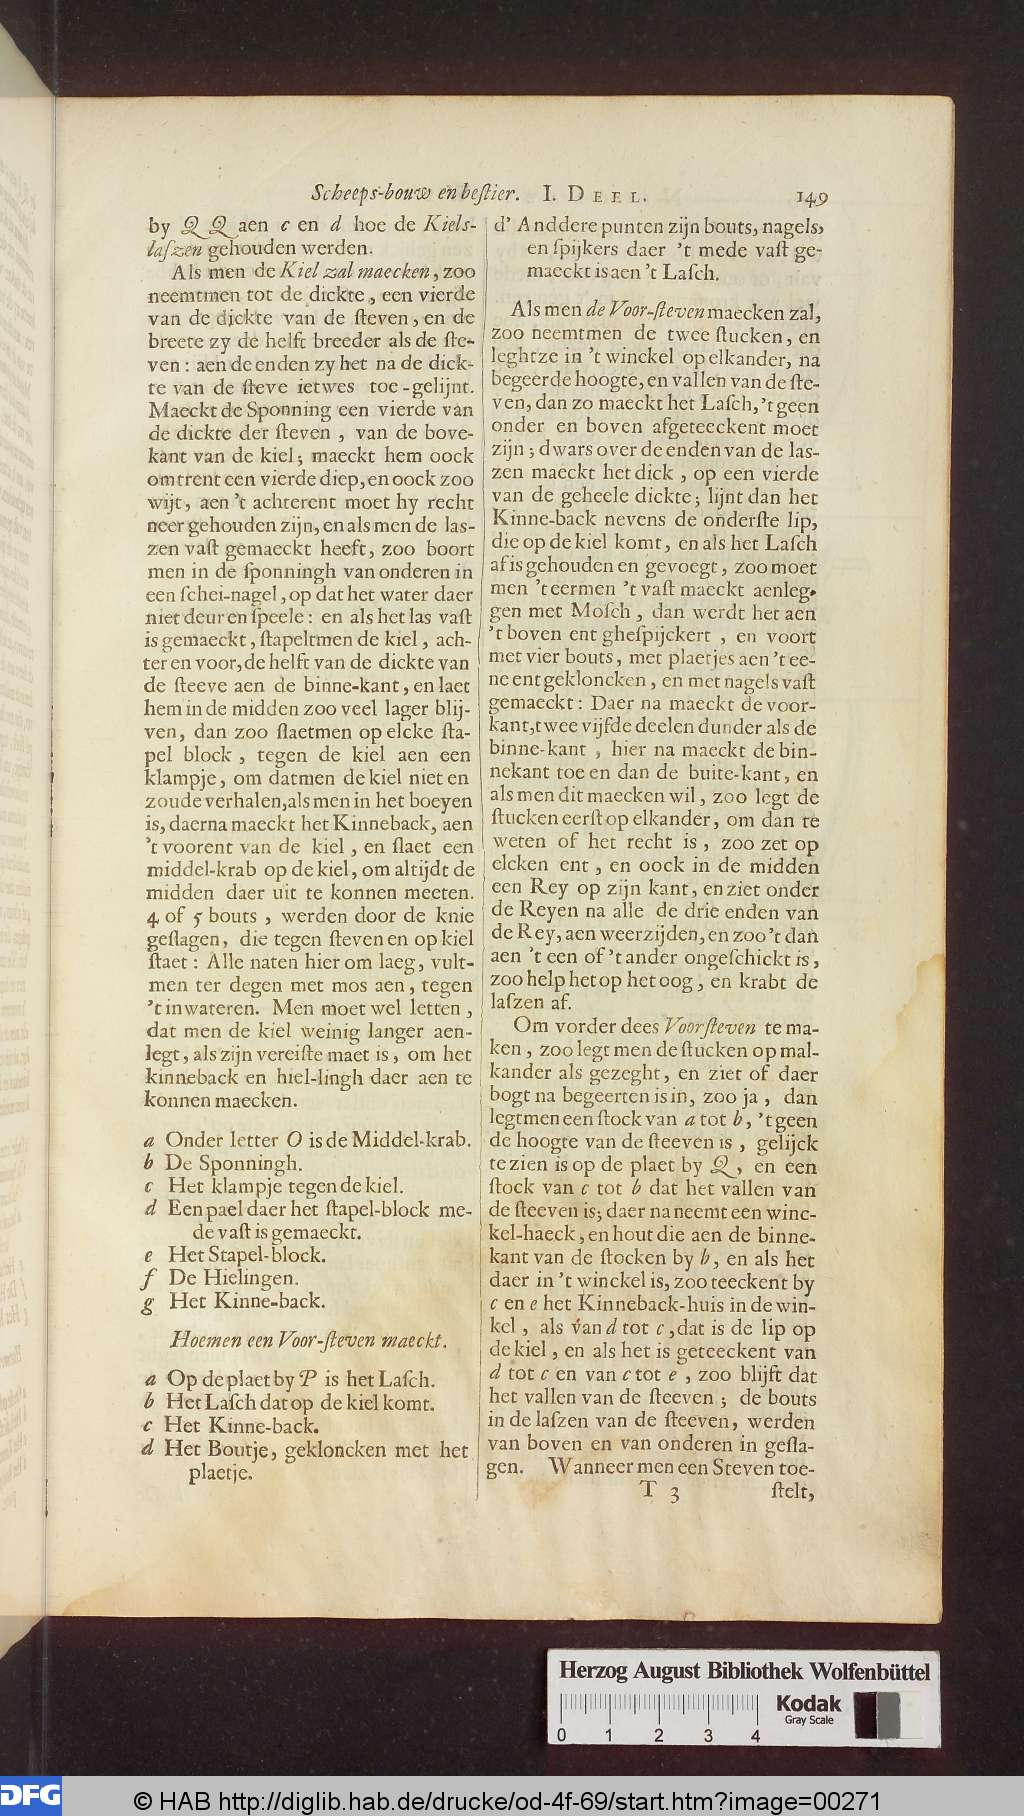 Scheeps-bouw en beſtier. I. DEEL. 149
by Q Q aen c en d hoe de Kiels-
laſzen gehouden werden.
Als men de Kiel zal maecken, zoo
neemtmen tot de dickte, een vierde
van de dickte van de ſteven, en de
breete zy de helft breeder als de ſte-
ven: aen de enden zy het na de dick-
te van de ſteve ietwes toe-gelijnt.
Maeckt de Sponning een vierde van
de dickte der ſteven, van de bove-
kant van de kiel; maeckt hem oock
omtrent een vierde diep, en oock zoo
wijt, aen 't achterent moet hy recht
neer gehouden zijn, en als men de las-
zen vaſt gemaeckt heeft, zoo boort
men in de ſponningh van onderen in
een ſchei-nagel, op dat het water daer
niet deur en ſpeele: en als het las vaſt
is gemaeckt, ſtapeltmen de kiel, ach-
ter en voor, de helft van de dickte van
de ſteeve aen de binne-kant, en laet
hem in de midden zoo veel lager blij-
ven, dan zoo ſlaetmen op elcke ſta-
pel block, tegen de kiel aen een
klampje, om datmen de kiel niet en
zoude verhalen, als men in het boeyen
is, daerna maeckt het Kinneback, aen
't voorent van de kiel, en ſlaet een
middel-krab op de kiel, om altijdt de
midden daer uit te konnen meeten.
4 of 5 bouts, werden door de knie
geſlagen, die tegen ſteven en op kiel
ſtaet: Alle naten hier om laeg, vult-
men ter degen met mos aen, tegen
't inwateren. Men moet wel letten,
dat men de kiel weinig langer aen-
legt, als zijn vereiſte maet is, om het
kinneback en hiel-lingh daer aen te
konnen maecken.
a Onder letter O is de Middel-krab.
b De Sponningh.
c Het klampje tegen de kiel.
d Een pael daer het ſtapel-block me-
de vaſt is gemaeckt.
e Het Stapel-block.
f De Hielingen.
g Het Kinne-back.
Hoemen een Voor-ſteven maeckt.
a Op de plaet by P is het Laſch.
b Het Laſch dat op de kiel komt.
c Het Kinne-back.
d Het Boutje, gekloncken met het
plaetje.
d' Anddere punten zijn bouts, nagels,
en ſpijkers daer 't mede vaſt ge-
maeckt is aen 't Laſch.
Als men de Voor-ſteven maecken zal,
zoo neemtmen de twee ſtucken, en
leghtze in 't winckel op elkander, na
begeerde hoogte, en vallen van de ſte-
ven, dan zo maeckt het Laſch, 't geen
onder en boven afgeteeckent moet
zijn; dwars over de enden van de las-
zen maeckt het dick, op een vierde
van de geheele dickte; lijnt dan het
Kinne-back nevens de onderſte lip,
die op de kiel komt, en als het Laſch
af is gehouden en gevoegt, zoo moet
men 't eermen 't vaſt maeckt aenleg-
gen met Moſch, dan werdt het aen
't boven ent gheſpijckert, en voort
met vier bouts, met plaetjes aen 't ee-
ne ent gekloncken, en met nagels vaſt
gemaeckt: Daer na maeckt de voor-
kant, twee vijfde deelen dunder als de
binne-kant, hier na maeckt de bin-
nekant toe en dan de buite-kant, en
als men dit maecken wil, zoo legt de
ſtucken eerſt op elkander, om dan te
weten of het recht is, zoo zet op
elcken ent, en oock in de midden
een Rey op zijn kant, en ziet onder
de Reyen na alle de drie enden van
de Rey, aen weerzijden, en zoo 't dan
aen 't een of 't ander ongeſchickt is,
zoo help het op het oog, en krabt de
laſzen af.
Om vorder dees Voorſteven te ma-
ken, zoo legt men de ſtucken op mal-
kander als gezeght, en ziet of daer
bogt na begeerten is in, zoo ja, dan
legtmen een ſtock van a tot b, 't geen
de hoogte van de ſteeven is, gelijck
te zien is op de plaet by Q, en een
ſtock van c tot b dat het vallen van
de ſteeven is; daer na neemt een winc-
kel-haeck, en hout die aen de binne-
kant van de ſtocken by b, en als het
daer in 't winckel is, zoo teeckent by
c en e het Kinneback-huis in de win-
kel, als van d tot c, dat is de lip op
de kiel, en als het is geteeckent van
d tot c en van c tot e, zoo blijft dat
het vallen van de ſteeven; de bouts
in de laſzen van de ſteeven, werden
van boven en van onderen in geſla-
gen. Wanneer men een Steven toe-
T 3 ſtelt,
Herzog August Bibliothek Wolfenbüttel
Kodak
Gray Scale
0 1 2 3 4
DFG
© HAB http://diglib.hab.de/drucke/od-4f-69/start.htm?image=00271